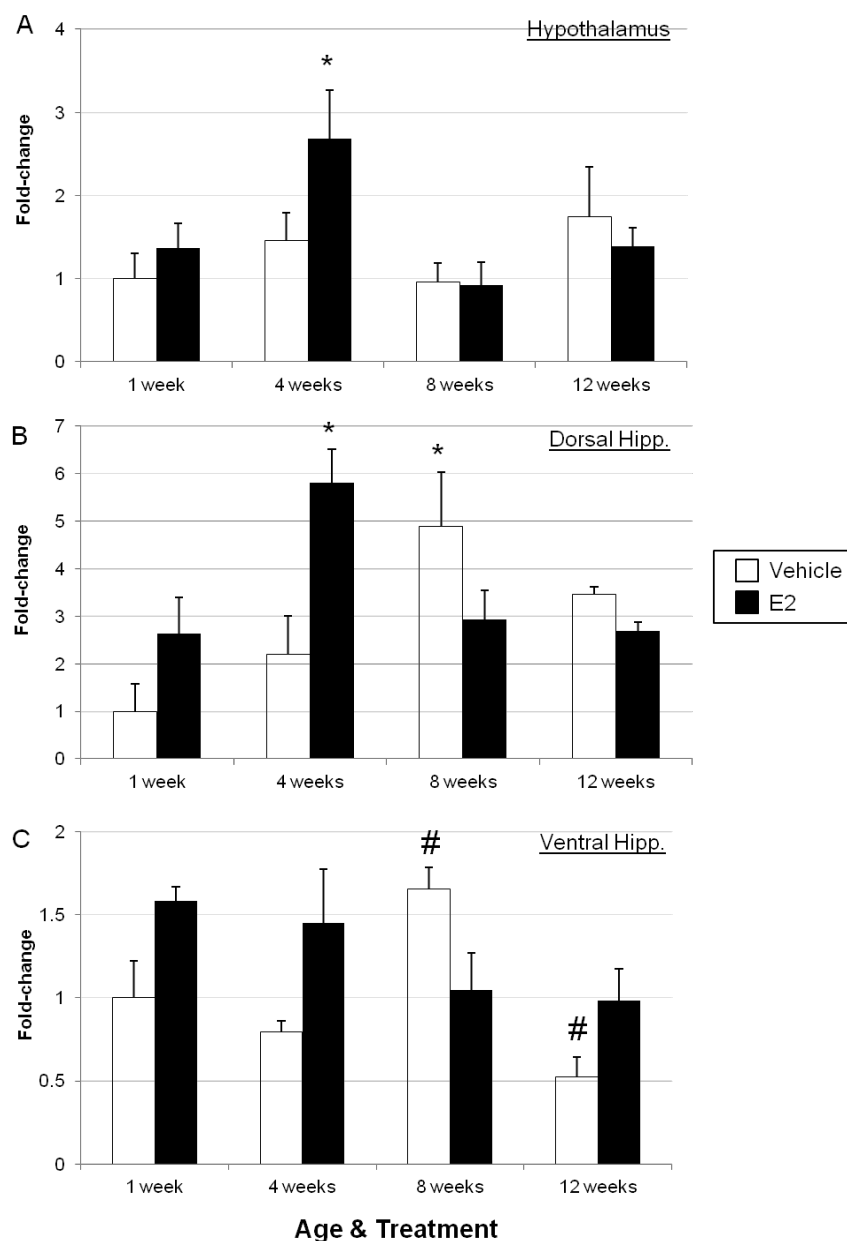 A
Hypothalamus
4
3
2
1
0
Fold-change
*
1 week
4 weeks
8 weeks
12 weeks
B
Dorsal Hipp.
7
6
5
4
3
2
1
0
Fold-change
*
*
1 week
4 weeks
8 weeks
12 weeks
Vehicle
E2
C
Ventral Hipp.
2
1.5
1
0.5
0
Fold-change
#
#
1 week
4 weeks
8 weeks
12 weeks
Age & Treatment